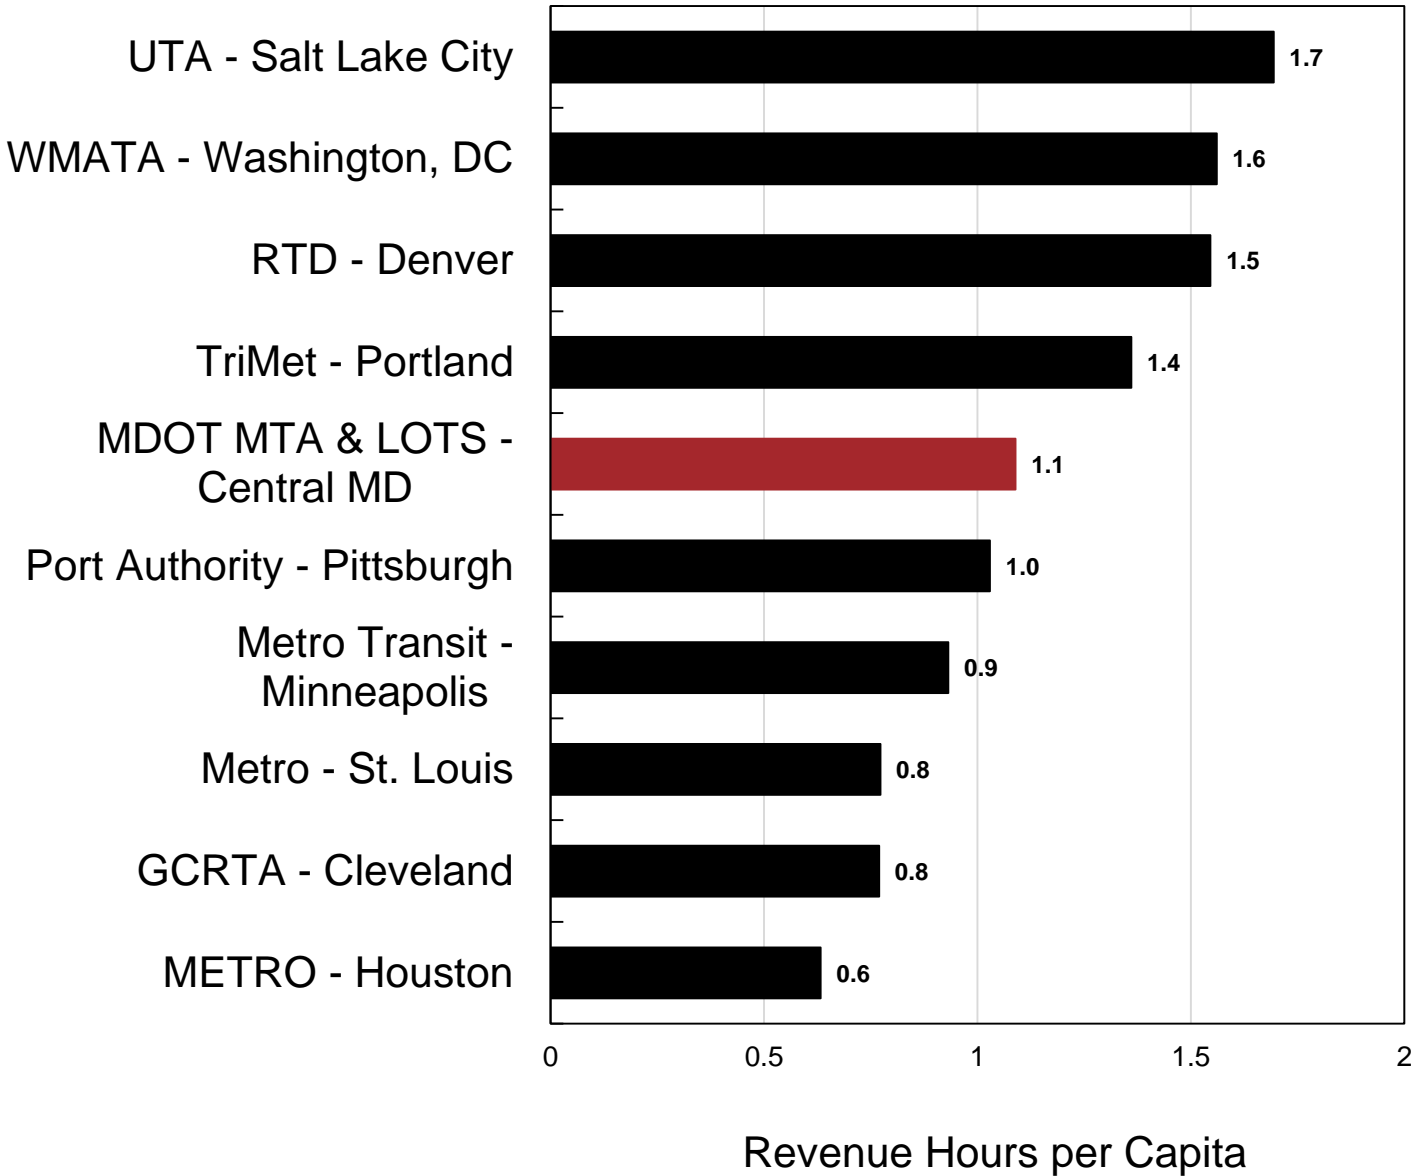 UTA - Salt Lake City
1.7
WMATA - Washington, DC
1.6
RTD - Denver
1.5
TriMet - Portland
1.4
MDOT MTA & LOTS -
Central MD
1.1
Port Authority - Pittsburgh
1.0
Metro Transit -
Minneapolis
0.9
Metro - St. Louis
0.8
GCRTA - Cleveland
0.8
METRO - Houston
0.6
0 0.5 1 1.5 2
Revenue Hours per Capita